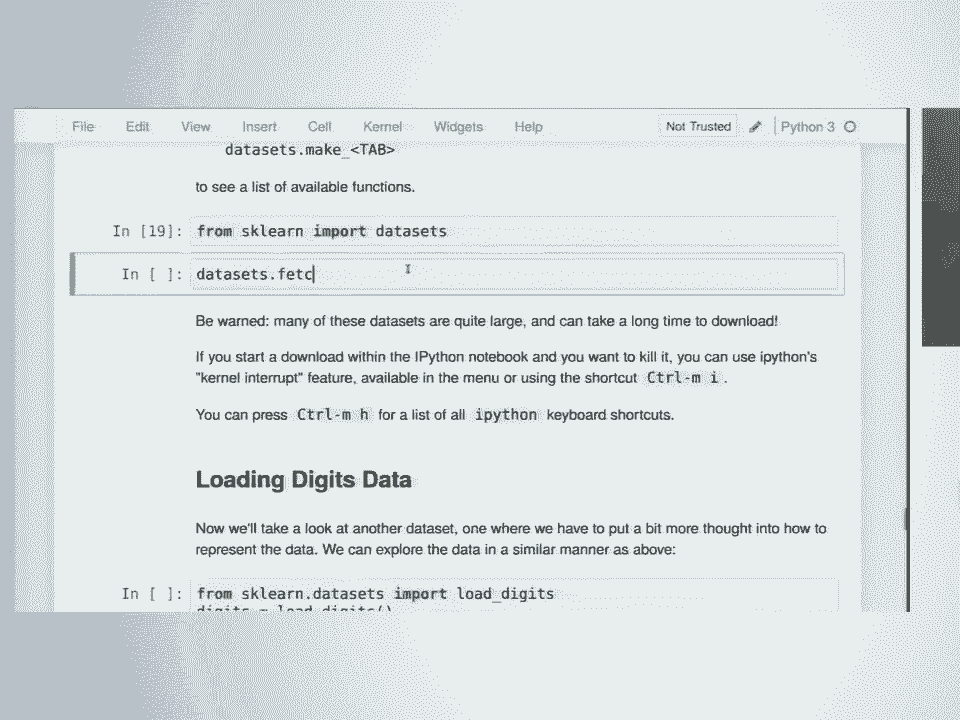 File Edit View Insert Cell Kernel Widgets Help Not Trusted Python 3
datasets.make_<TAB>
to see a list of available functions.
In [19]: from sklearn import datasets
In [ ]: datasets.fetc
Be warned: many of these datasets are quite large, and can take a long time to download!
If you start a download within the IPython notebook and you want to kill it, you can use ipython's
"kernel interrupt" feature, available in the menu or using the shortcut Ctrl-m i .
You can press Ctrl-m h for a list of all ipython keyboard shortcuts.
Loading Digits Data
Now we'll take a look at another dataset, one where we have to put a bit more thought into how to
represent the data. We can explore the data in a similar manner as above:
In [ ]: from sklearn.datasets import load_digits
digits = load_digits()